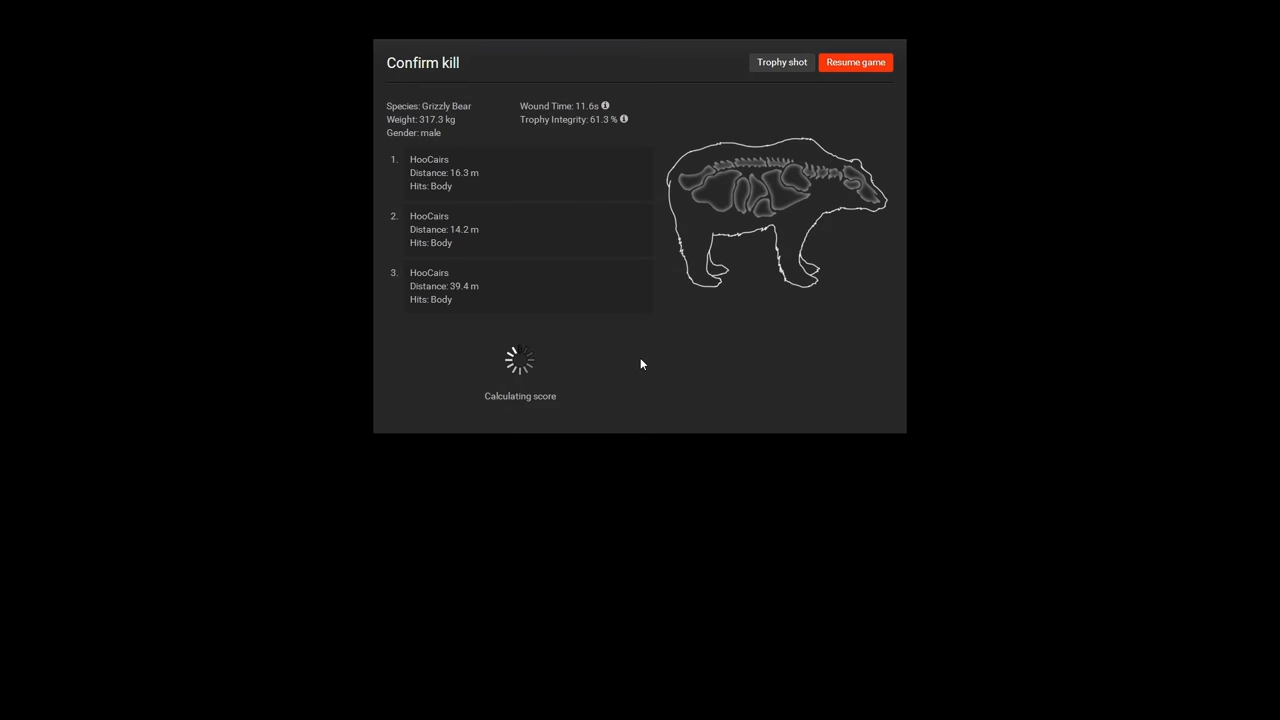 Confirm kill
Trophy shot
Resume game
Species: Grizzly Bear
Weight: 317.3 kg
Gender: male
Wound Time: 11.6s
Trophy Integrity: 61.3 %
1.
HooCairs
Distance: 16.3 m
Hits: Body
2.
HooCairs
Distance: 14.2 m
Hits: Body
3.
HooCairs
Distance: 39.4 m
Hits: Body
Calculating score